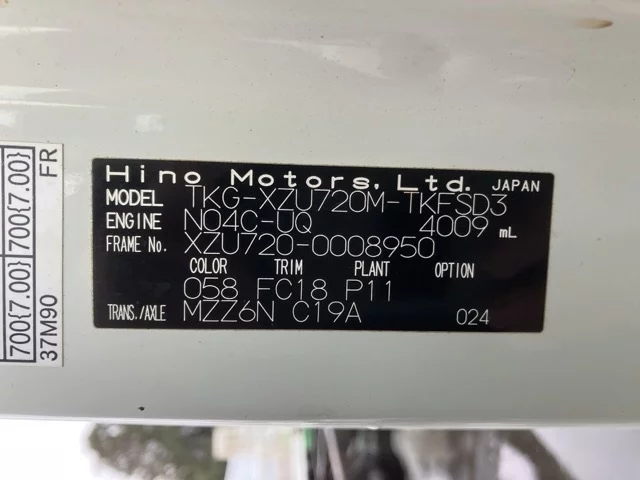 Hino Motors, Ltd. JAPAN
MODEL TKG-XZU720M-TKFSD3
ENGINE N04C-UQ 4009 mL
FRAME No. XZU720-0008950
COLOR TRIM PLANT OPTION
058 FC18 P11
TRANS./AXLE MZZ6N C19A 024
700{7.00} 700{7.00}
37M90 FR